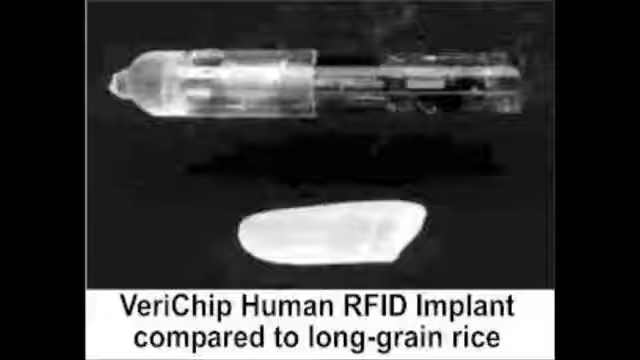 VeriChip Human RFID Implant
compared to long-grain rice